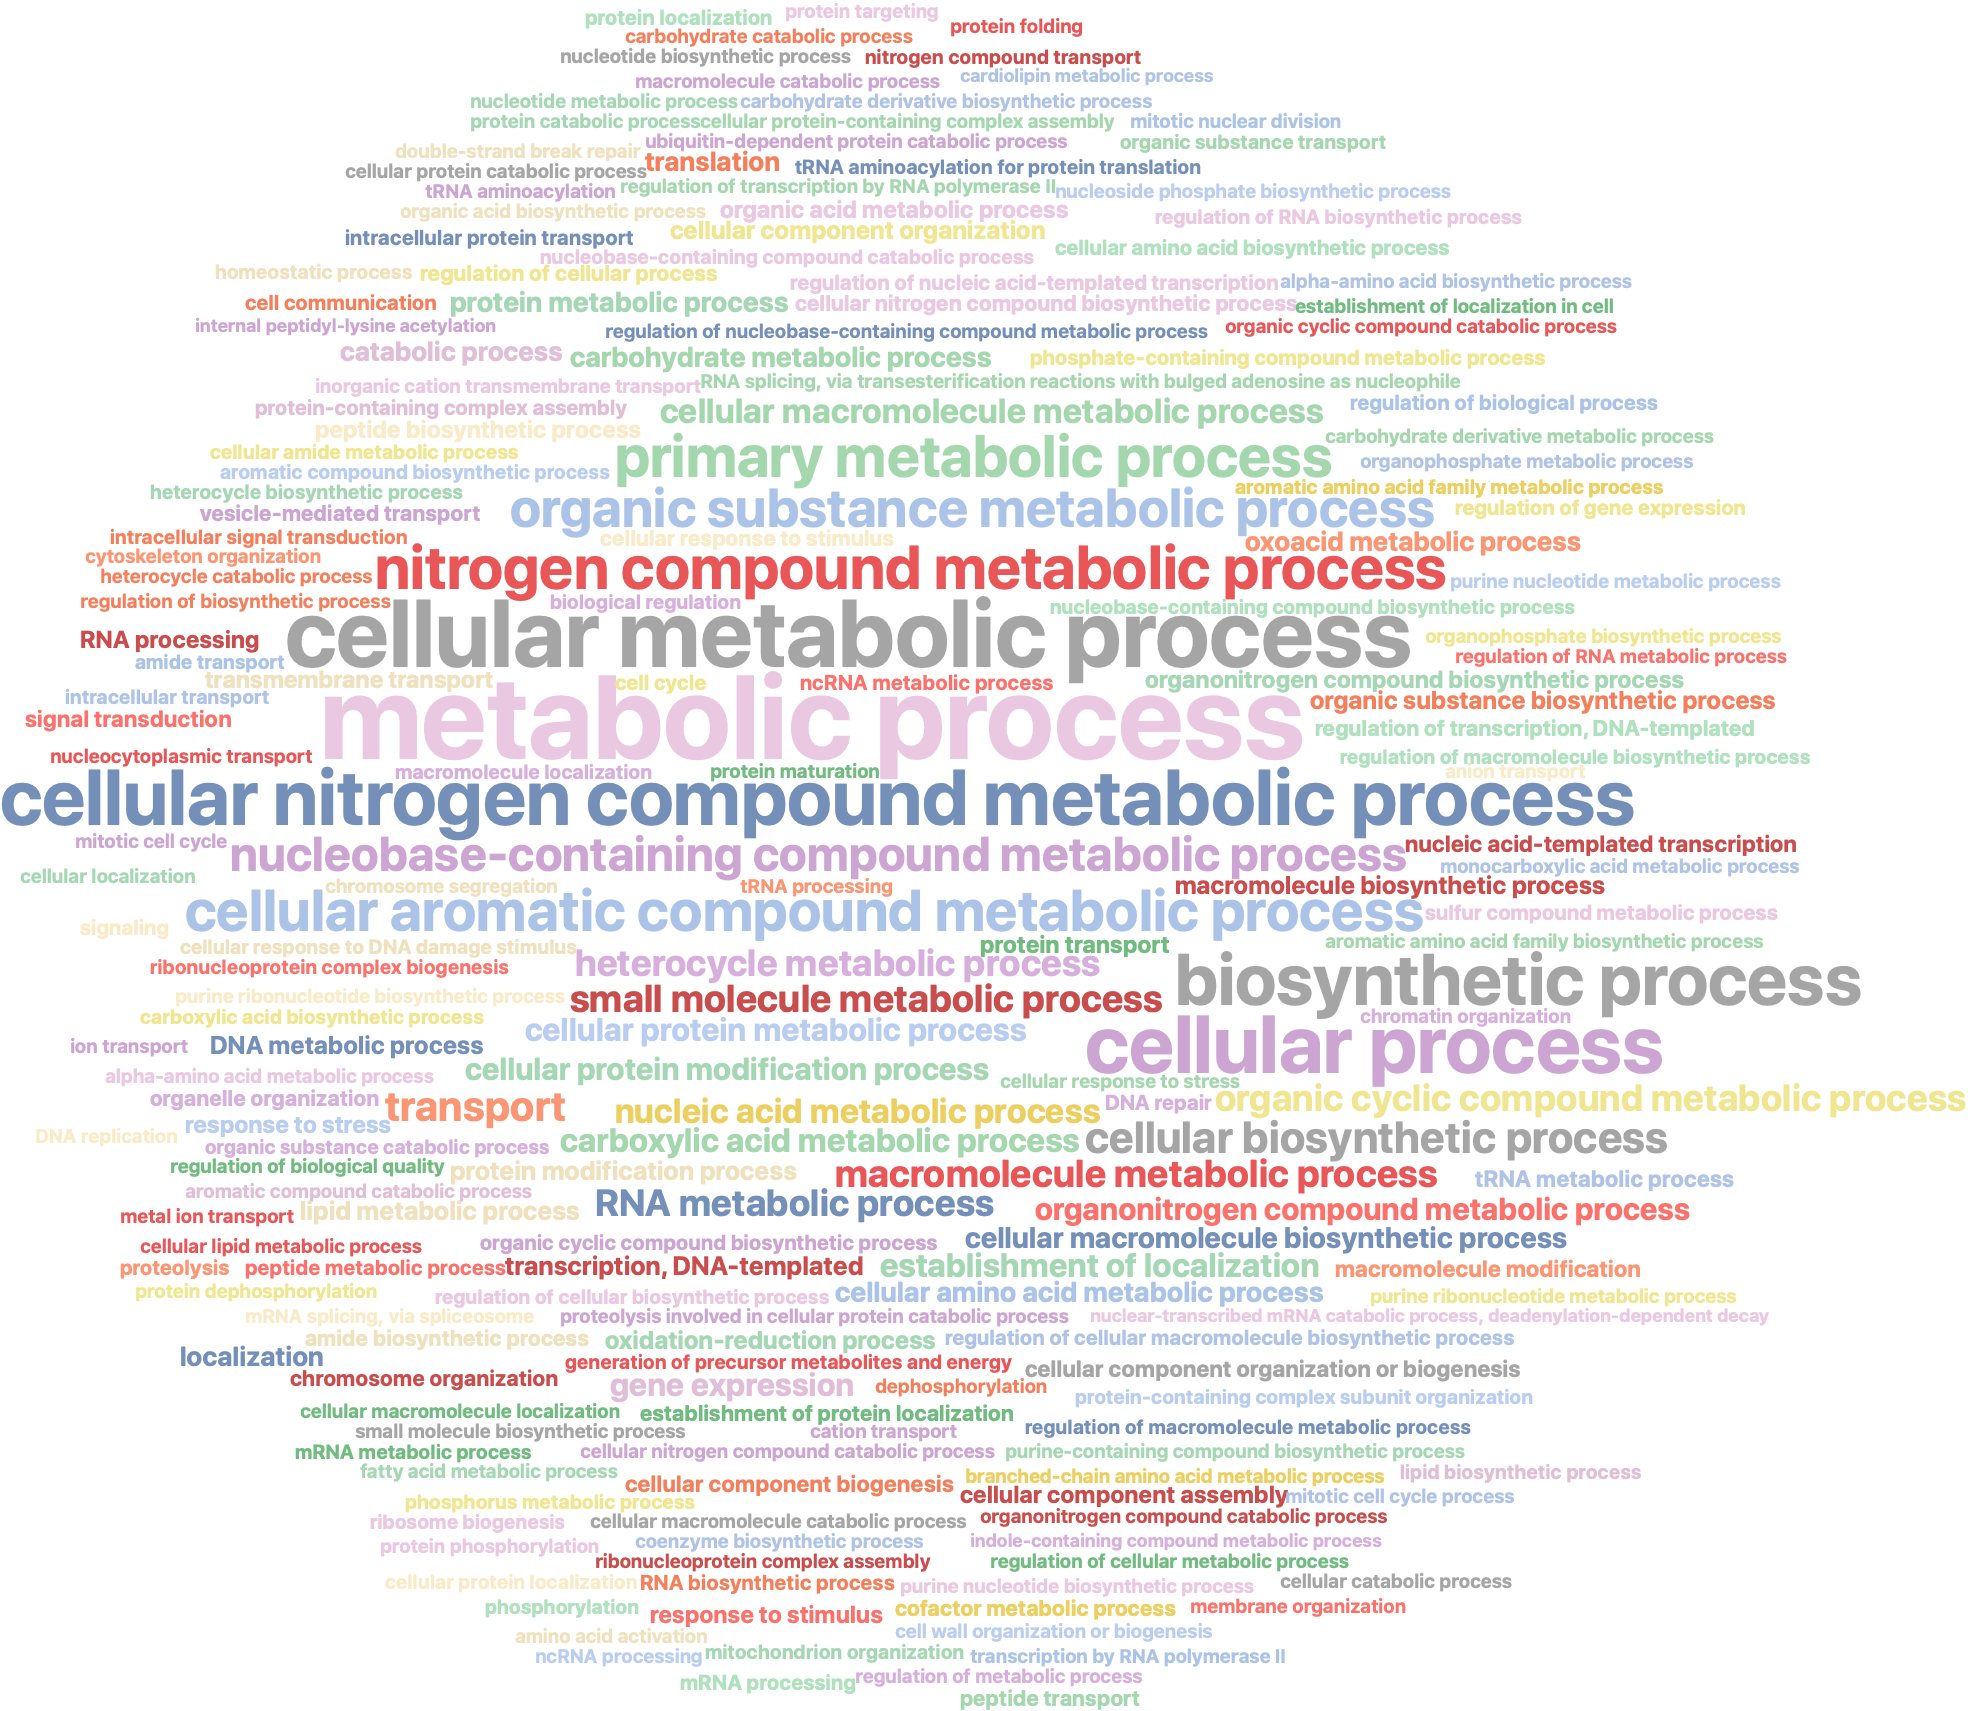 protein localization
protein targeting
protein folding
carbohydrate catabolic process
nucleotide biosynthetic process
nitrogen compound transport
macromolecule catabolic process
cardiolipin metabolic process
nucleotide metabolic process
carbohydrate derivative biosynthetic process
protein catabolic process
cellular protein-containing complex assembly
mitotic nuclear division
ubiquitin-dependent protein catabolic process
organic substance transport
double-strand break repair
translation
tRNA aminoacylation for protein translation
cellular protein catabolic process
tRNA aminoacylation
regulation of transcription by RNA polymerase II
nucleoside phosphate biosynthetic process
organic acid biosynthetic process
organic acid metabolic process
regulation of RNA biosynthetic process
intracellular protein transport
cellular component organization
cellular amino acid biosynthetic process
nucleobase-containing compound catabolic process
homeostatic process
regulation of cellular process
regulation of nucleic acid-templated transcription
alpha-amino acid biosynthetic process
cell communication
protein metabolic process
cellular nitrogen compound biosynthetic process
establishment of localization in cell
internal peptidyl-lysine acetylation
regulation of nucleobase-containing compound metabolic process
organic cyclic compound catabolic process
catabolic process
carbohydrate metabolic process
phosphate-containing compound metabolic process
inorganic cation transmembrane transport
RNA splicing, via transesterification reactions with bulged adenosine as nucleophile
protein-containing complex assembly
cellular macromolecule metabolic process
regulation of biological process
peptide biosynthetic process
carbohydrate derivative metabolic process
cellular amide metabolic process
primary metabolic process
organophosphate metabolic process
aromatic compound biosynthetic process
heterocycle biosynthetic process
aromatic amino acid family metabolic process
vesicle-mediated transport
organic substance metabolic process
regulation of gene expression
intracellular signal transduction
cellular response to stimulus
oxoacid metabolic process
cytoskeleton organization
heterocycle catabolic process
nitrogen compound metabolic process
purine nucleotide metabolic process
regulation of biosynthetic process
biological regulation
nucleobase-containing compound biosynthetic process
RNA processing
cellular metabolic process
organophosphate biosynthetic process
amide transport
regulation of RNA metabolic process
transmembrane transport
cell cycle
ncRNA metabolic process
organonitrogen compound biosynthetic process
intracellular transport
organic substance biosynthetic process
signal transduction
metabolic process
regulation of transcription, DNA-templated
nucleocytoplasmic transport
regulation of macromolecule biosynthetic process
macromolecule localization
protein maturation
anion transport
cellular nitrogen compound metabolic process
mitotic cell cycle
nucleobase-containing compound metabolic process
nucleic acid-templated transcription
monocarboxylic acid metabolic process
cellular localization
chromosome segregation
tRNA processing
macromolecule biosynthetic process
cellular aromatic compound metabolic process
sulfur compound metabolic process
signaling
cellular response to DNA damage stimulus
protein transport
aromatic amino acid family biosynthetic process
ribonucleoprotein complex biogenesis
heterocycle metabolic process
biosynthetic process
purine ribonucleotide biosynthetic process
small molecule metabolic process
carboxylic acid biosynthetic process
chromatin organization
cellular protein metabolic process
ion transport
DNA metabolic process
cellular process
alpha-amino acid metabolic process
cellular protein modification process
cellular response to stress
organelle organization
transport
nucleic acid metabolic process
DNA repair
organic cyclic compound metabolic process
DNA replication
response to stress
organic substance catabolic process
carboxylic acid metabolic process
cellular biosynthetic process
regulation of biological quality
protein modification process
macromolecule metabolic process
tRNA metabolic process
aromatic compound catabolic process
metal ion transport
lipid metabolic process
RNA metabolic process
organonitrogen compound metabolic process
cellular lipid metabolic process
organic cyclic compound biosynthetic process
cellular macromolecule biosynthetic process
proteolysis
peptide metabolic process
transcription, DNA-templated
establishment of localization
macromolecule modification
protein dephosphorylation
regulation of cellular biosynthetic process
cellular amino acid metabolic process
purine ribonucleotide metabolic process
mRNA splicing, via spliceosome
proteolysis involved in cellular protein catabolic process
nuclear-transcribed mRNA catabolic process, deadenylation-dependent decay
amide biosynthetic process
oxidation-reduction process
regulation of cellular macromolecule biosynthetic process
localization
generation of precursor metabolites and energy
cellular component organization or biogenesis
chromosome organization
gene expression
dephosphorylation
protein-containing complex subunit organization
cellular macromolecule localization
establishment of protein localization
small molecule biosynthetic process
cation transport
regulation of macromolecule metabolic process
mRNA metabolic process
cellular nitrogen compound catabolic process
purine-containing compound biosynthetic process
fatty acid metabolic process
cellular component biogenesis
branched-chain amino acid metabolic process
lipid biosynthetic process
phosphorus metabolic process
cellular component assembly
mitotic cell cycle process
ribosome biogenesis
cellular macromolecule catabolic process
organonitrogen compound catabolic process
protein phosphorylation
coenzyme biosynthetic process
indole-containing compound metabolic process
ribonucleoprotein complex assembly
regulation of cellular metabolic process
cellular protein localization
RNA biosynthetic process
purine nucleotide biosynthetic process
cellular catabolic process
phosphorylation
response to stimulus
cofactor metabolic process
membrane organization
amino acid activation
cell wall organization or biogenesis
ncRNA processing
mitochondrion organization
transcription by RNA polymerase II
mRNA processing
regulation of metabolic process
peptide transport